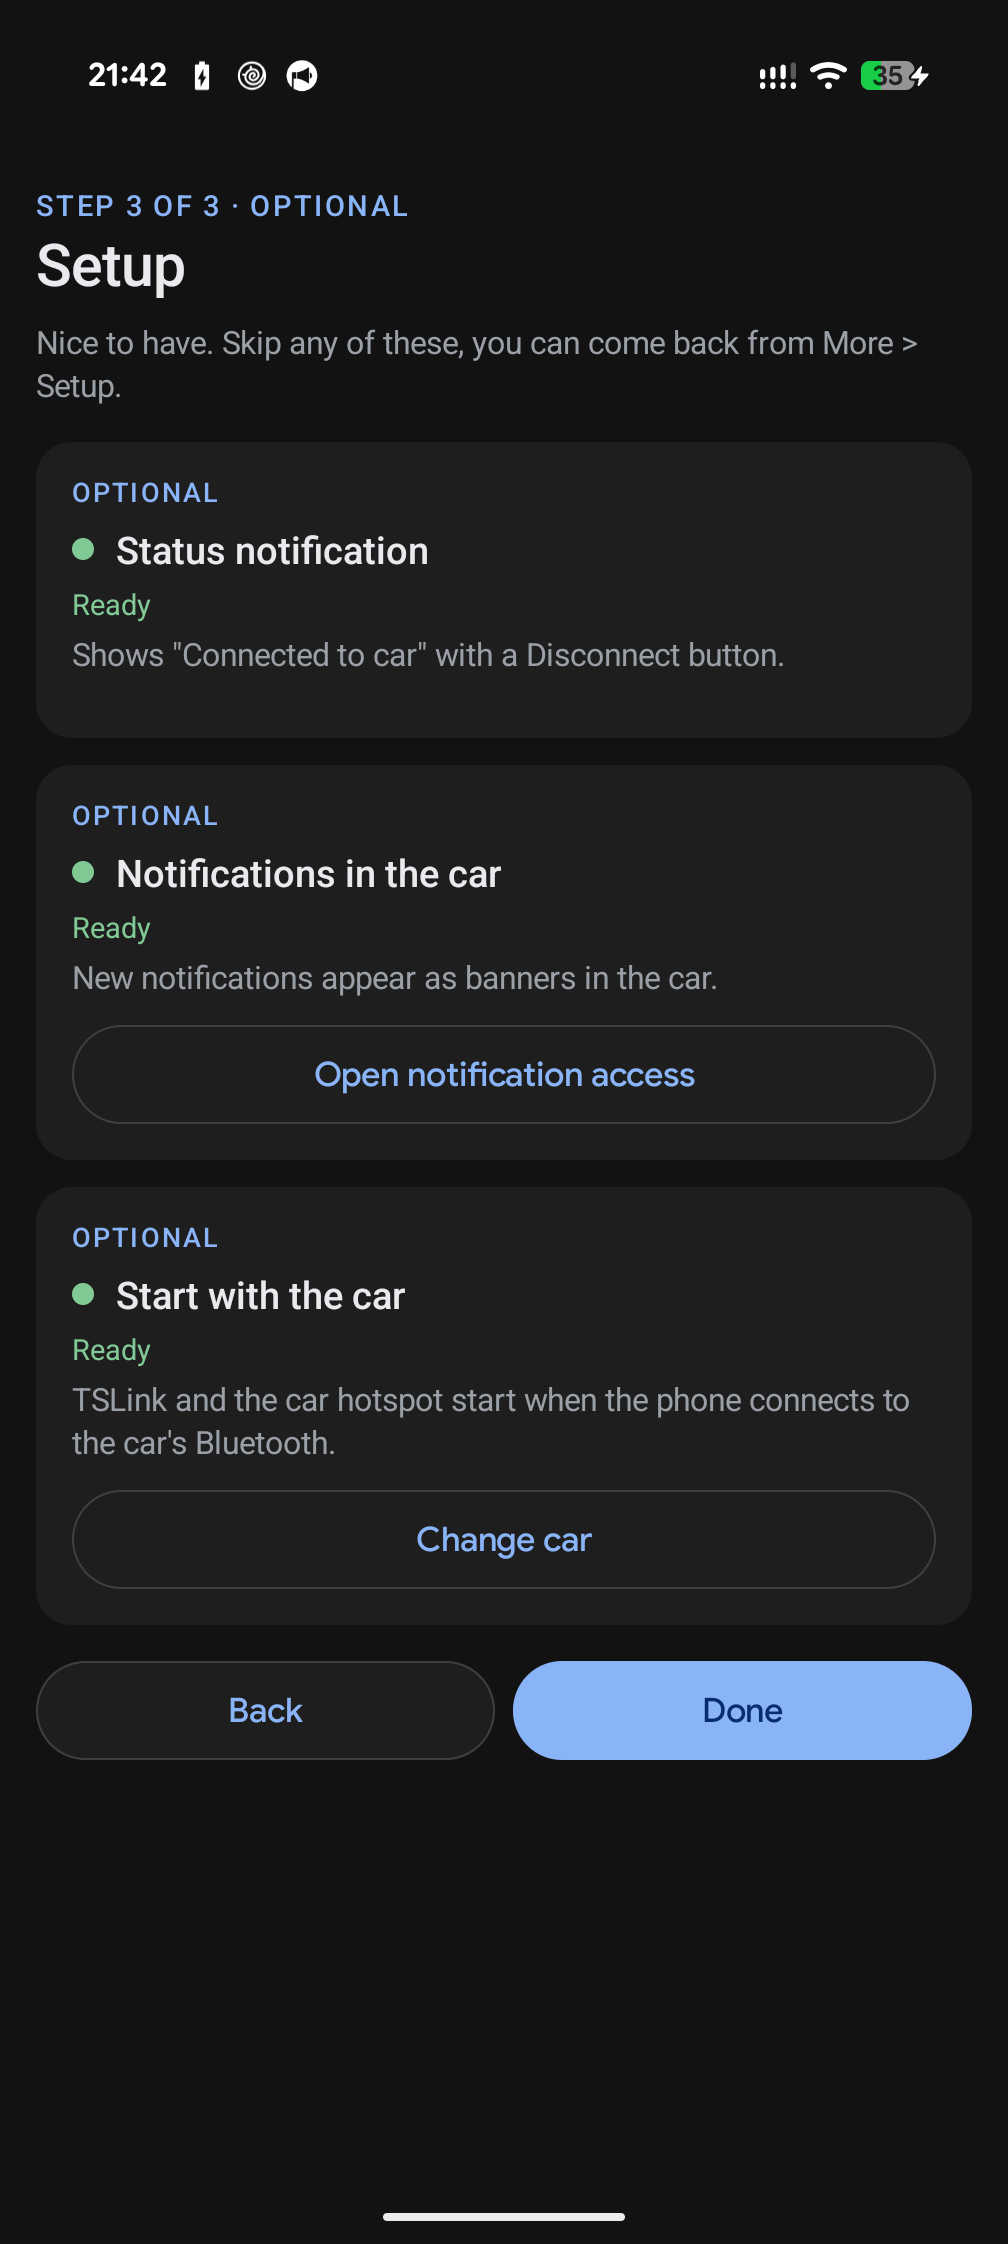 21:42
35
STEP 3 OF 3 · OPTIONAL
Setup
Nice to have. Skip any of these, you can come back from More >
Setup.
OPTIONAL
Status notification
Ready
Shows "Connected to car" with a Disconnect button.
OPTIONAL
Notifications in the car
Ready
New notifications appear as banners in the car.
Open notification access
OPTIONAL
Start with the car
Ready
TSLink and the car hotspot start when the phone connects to
the car's Bluetooth.
Change car
Back
Done